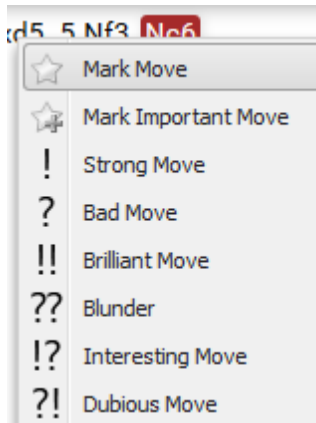 xd5 5 Nf3 Nc6
Mark Move
Mark Important Move
! Strong Move
? Bad Move
!! Brilliant Move
?? Blunder
!? Interesting Move
?! Dubious Move